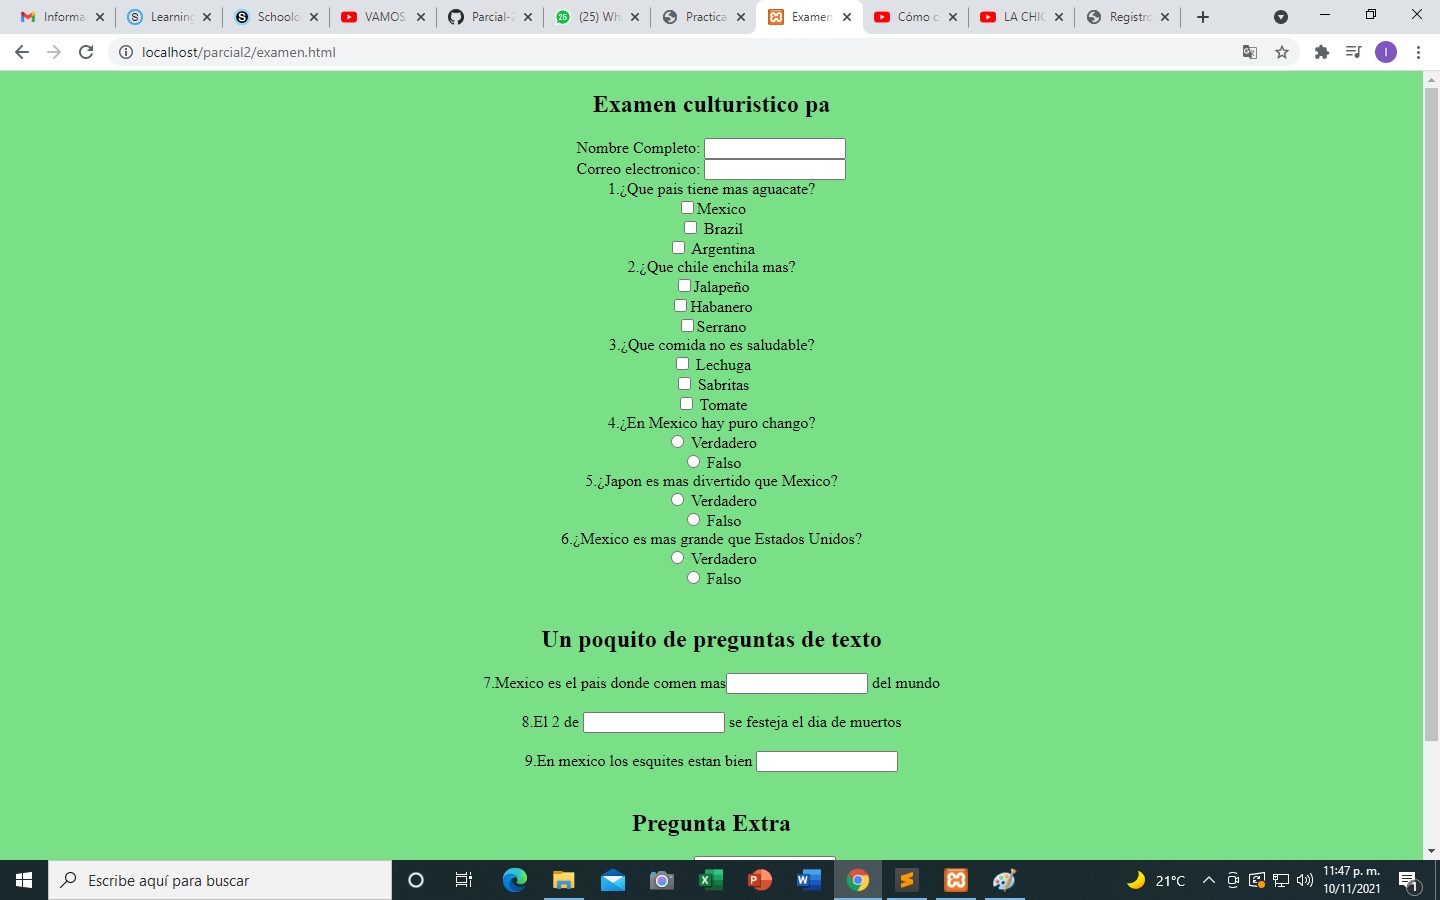 Informa
Learning
Schoolo
VAMOS
Parcial-2
(25) Wh
Practica
Examen
Cómo c
LA CHIC
Registro
localhost/parcial2/examen.html
Examen culturistico pa
Nombre Completo:
Correo electronico:
1.¿Que pais tiene mas aguacate?
Mexico
Brazil
Argentina
2.¿Que chile enchila mas?
Jalapeño
Habanero
Serrano
3.¿Que comida no es saludable?
Lechuga
Sabritas
Tomate
4.¿En Mexico hay puro chango?
Verdadero
Falso
5.¿Japon es mas divertido que Mexico?
Verdadero
Falso
6.¿Mexico es mas grande que Estados Unidos?
Verdadero
Falso
Un poquito de preguntas de texto
7.Mexico es el pais donde comen mas del mundo
8.El 2 de se festeja el dia de muertos
9.En mexico los esquites estan bien
Pregunta Extra
Escribe aquí para buscar
21°C
11:47 p. m.
10/11/2021
1